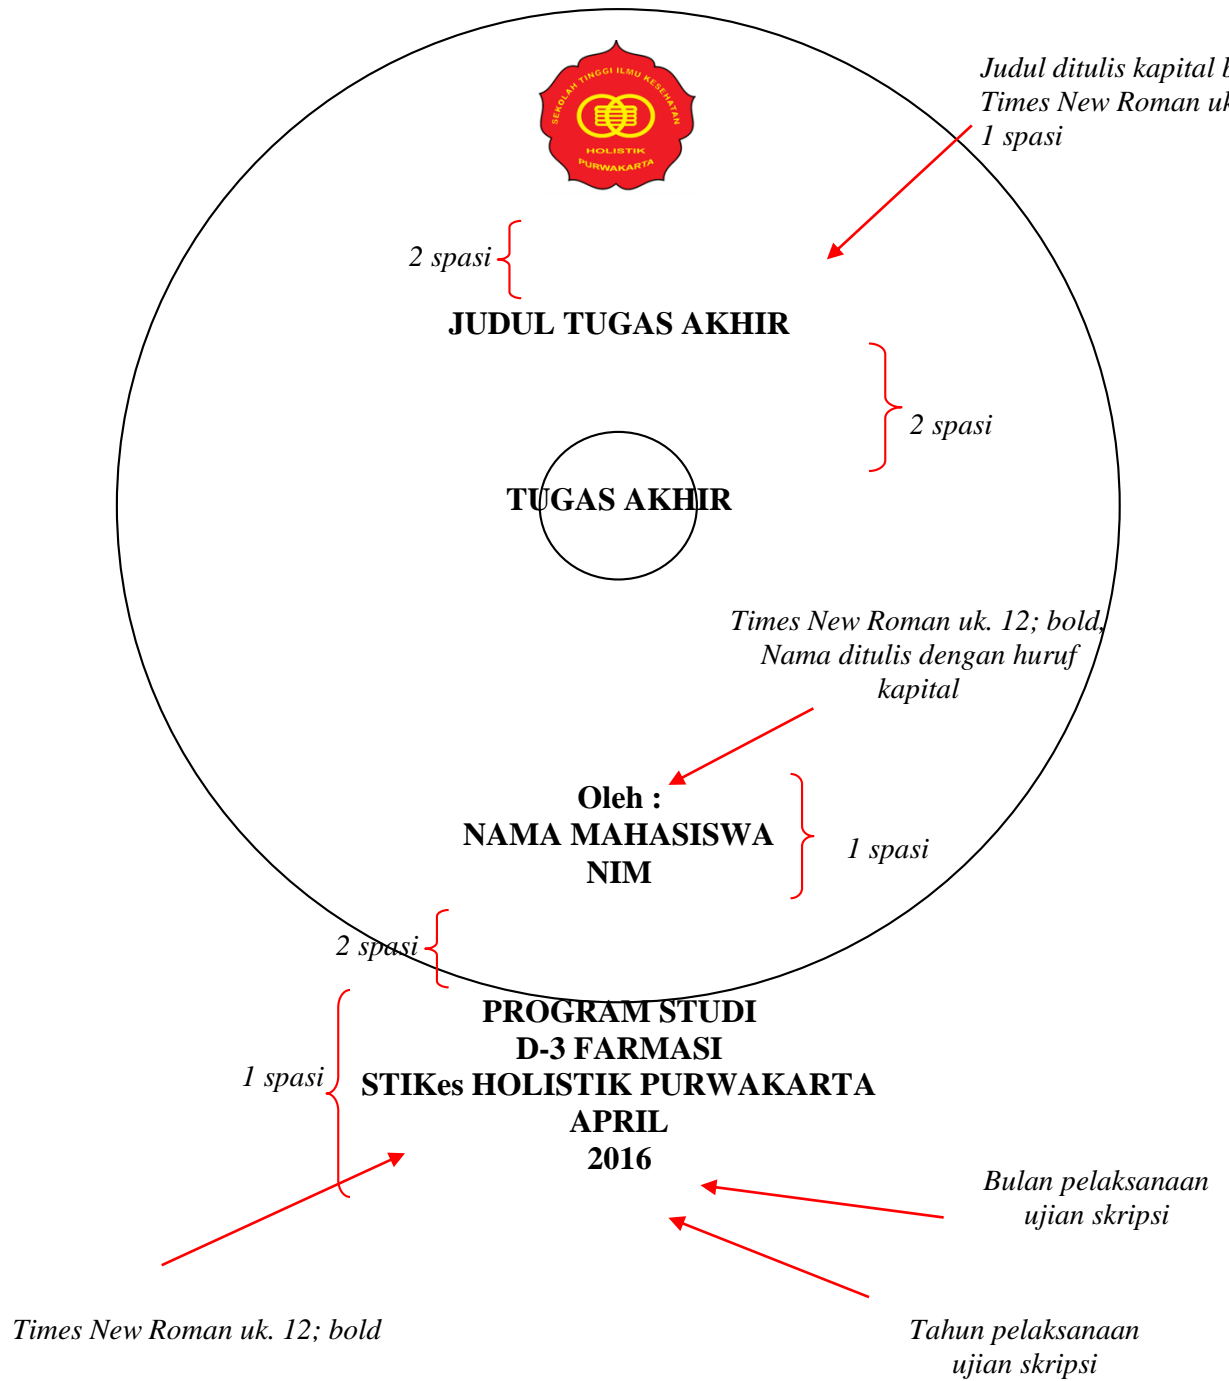 SEKOLAH TINGGI ILMU KESEHATAN
HOLISTIK
PURWAKARTA
Judul ditulis kapital
Times New Roman
1 spasi
2 spasi
JUDUL TUGAS AKHIR
2 spasi
TUGAS AKHIR
Times New Roman uk. 12; bold,
Nama ditulis dengan huruf
kapital
Oleh :
NAMA MAHASISWA
NIM
1 spasi
2 spasi
PROGRAM STUDI
D-3 FARMASI
STIKes HOLISTIK PURWAKARTA
APRIL
2016
1 spasi
Bulan pelaksanaan
ujian skripsi
Times New Roman uk. 12; bold
Tahun pelaksanaan
ujian skripsi